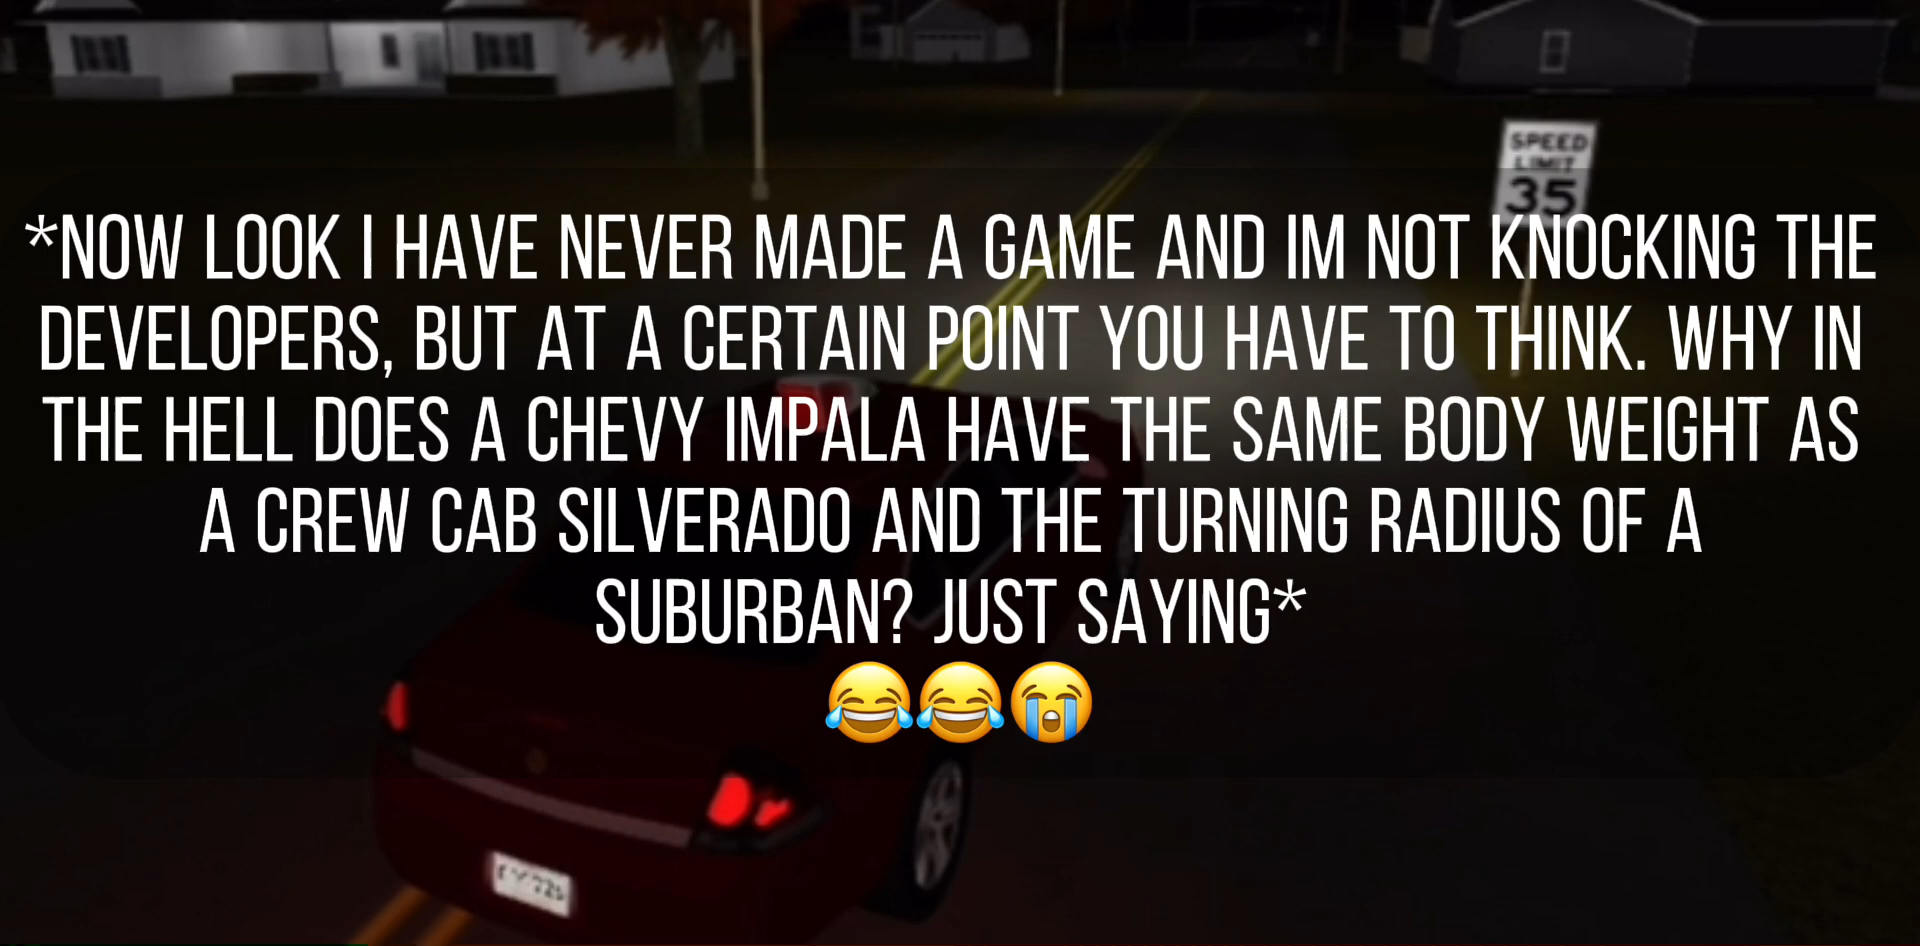 SPEED
LIMIT
35
*NOW LOOK I HAVE NEVER MADE A GAME AND IM NOT KNOCKING THE
DEVELOPERS, BUT AT A CERTAIN POINT YOU HAVE TO THINK. WHY IN
THE HELL DOES A CHEVY IMPALA HAVE THE SAME BODY WEIGHT AS
A CREW CAB SILVERADO AND THE TURNING RADIUS OF A
SUBURBAN? JUST SAYING*
😂😂😭